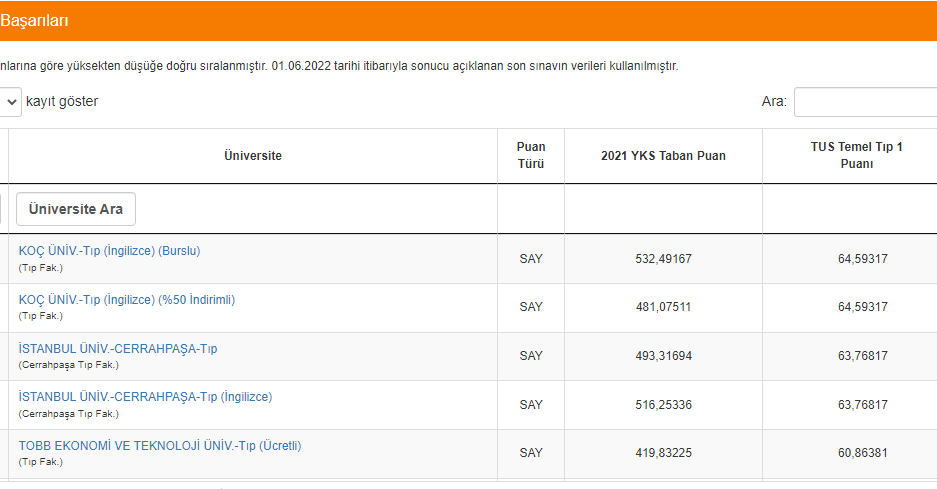 Başarıları
nlarına göre yüksekten düşüğe doğru sıralanmıştır. 01.06.2022 tarihi itibarıyla sonucu açıklanan son sınavın verileri kullanılmıştır.
kayıt göster
Ara:
Üniversite
Puan
Türü
2021 YKS Taban Puan
TUS Temel Tıp 1
Puanı
Üniversite Ara
KOÇ ÜNİV.-Tıp (İngilizce) (Burslu)
(Tıp Fak.)
SAY
532,49167
64,59317
KOÇ ÜNİV.-Tıp (İngilizce) (%50 İndirimli)
(Tıp Fak.)
SAY
481,07511
64,59317
İSTANBUL ÜNİV.-CERRAHPAŞA-Tıp
(Cerrahpaşa Tıp Fak.)
SAY
493,31694
63,76817
İSTANBUL ÜNİV.-CERRAHPAŞA-Tıp (İngilizce)
(Cerrahpaşa Tıp Fak.)
SAY
516,25336
63,76817
TOBB EKONOMİ VE TEKNOLOJİ ÜNİV.-Tıp (Ücretli)
(Tıp Fak.)
SAY
419,83225
60,86381